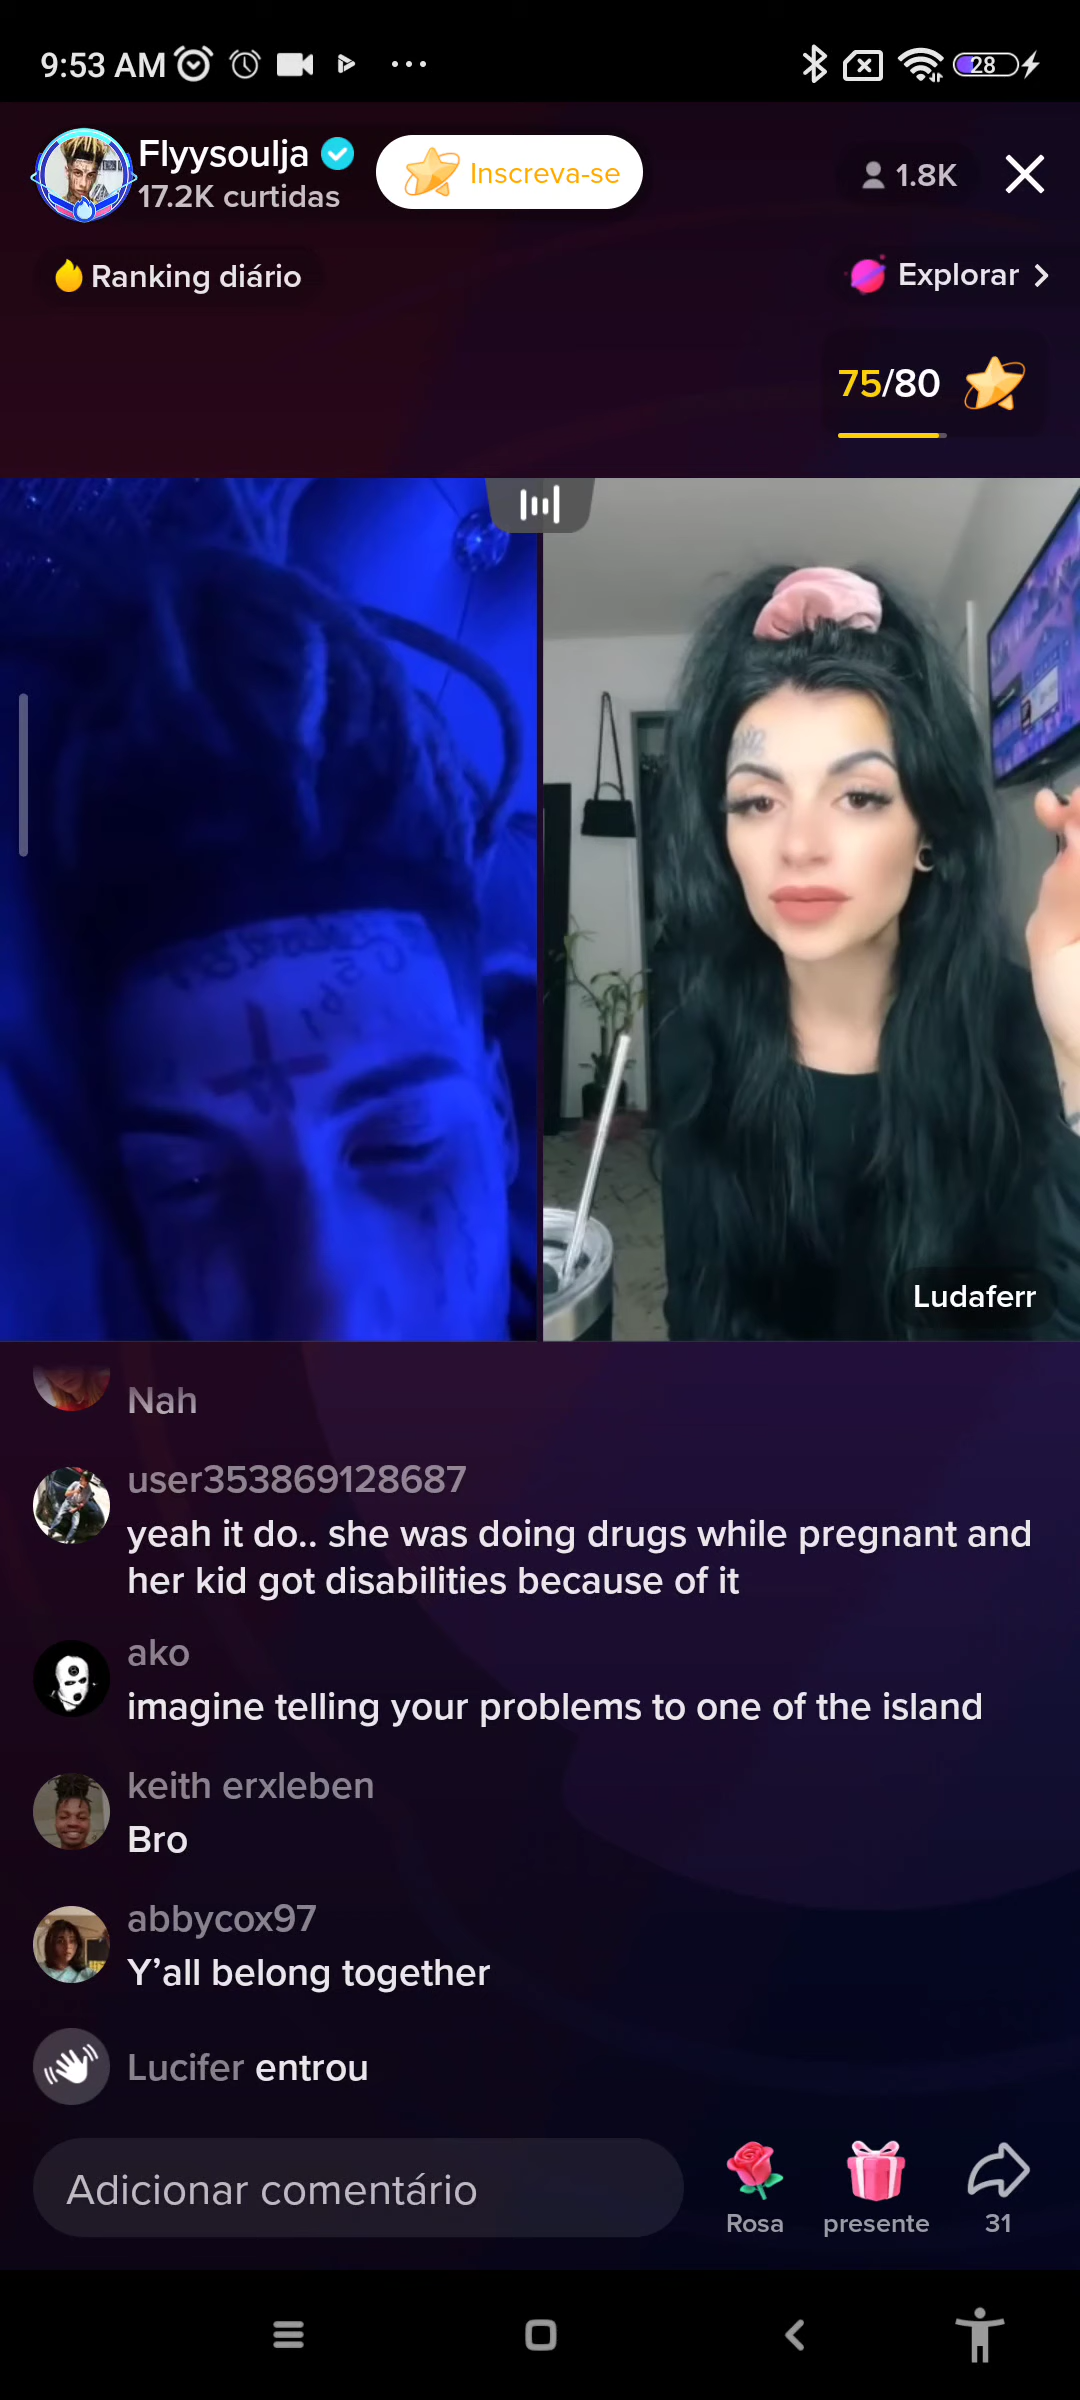 9:53 AM
28
Flyysoulja
17.2K curtidas
Inscreva-se
1.8K
Ranking diário
Explorar
75/80
Ludaferr
Nah
user353869128687
yeah it do.. she was doing drugs while pregnant and
her kid got disabilities because of it
ako
imagine telling your problems to one of the island
keith erxleben
Bro
abbycox97
Y’all belong together
Lucifer entrou
Adicionar comentário
Rosa
presente
31